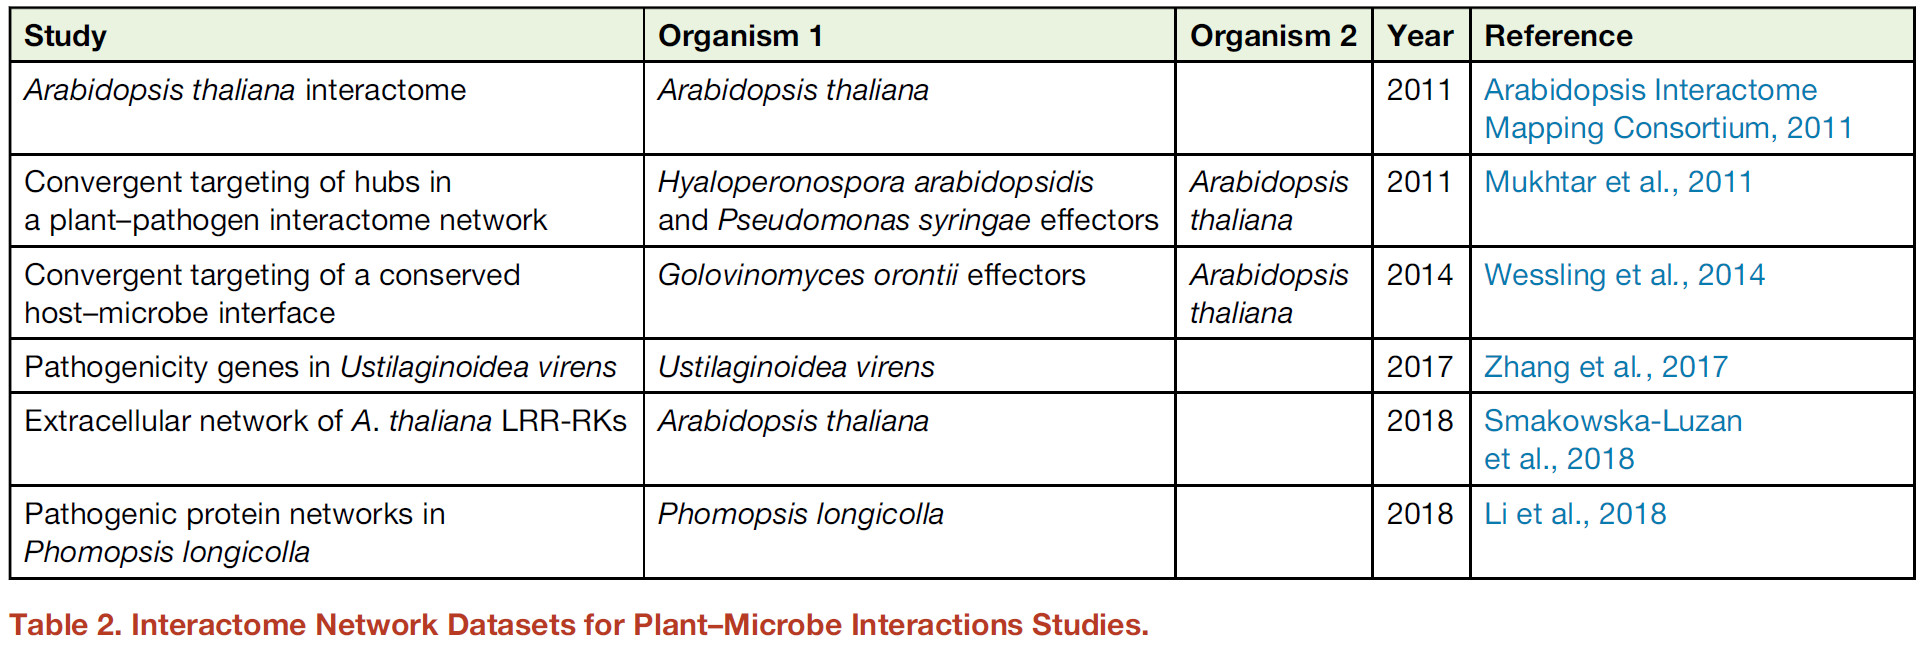 Study Organism 1 Organism 2 Year Reference
Arabidopsis thaliana interactome Arabidopsis thaliana 2011 Arabidopsis Interactome
Mapping Consortium, 2011
Convergent targeting of hubs in Hyaloperonospora arabidopsidis Arabidopsis 2011 Mukhtar et al., 2011
a plant–pathogen interactome network and Pseudomonas syringae effectors thaliana
Convergent targeting of a conserved Golovinomyces orontii effectors Arabidopsis 2014 Wessling et al., 2014
host–microbe interface thaliana
Pathogenicity genes in Ustilaginoidea virens Ustilaginoidea virens 2017 Zhang et al., 2017
Extracellular network of A. thaliana LRR-RKs Arabidopsis thaliana 2018 Smakowska-Luzan
et al., 2018
Pathogenic protein networks in Phomopsis longicolla 2018 Li et al., 2018
Phomopsis longicolla
Table 2. Interactome Network Datasets for Plant–Microbe Interactions Studies.